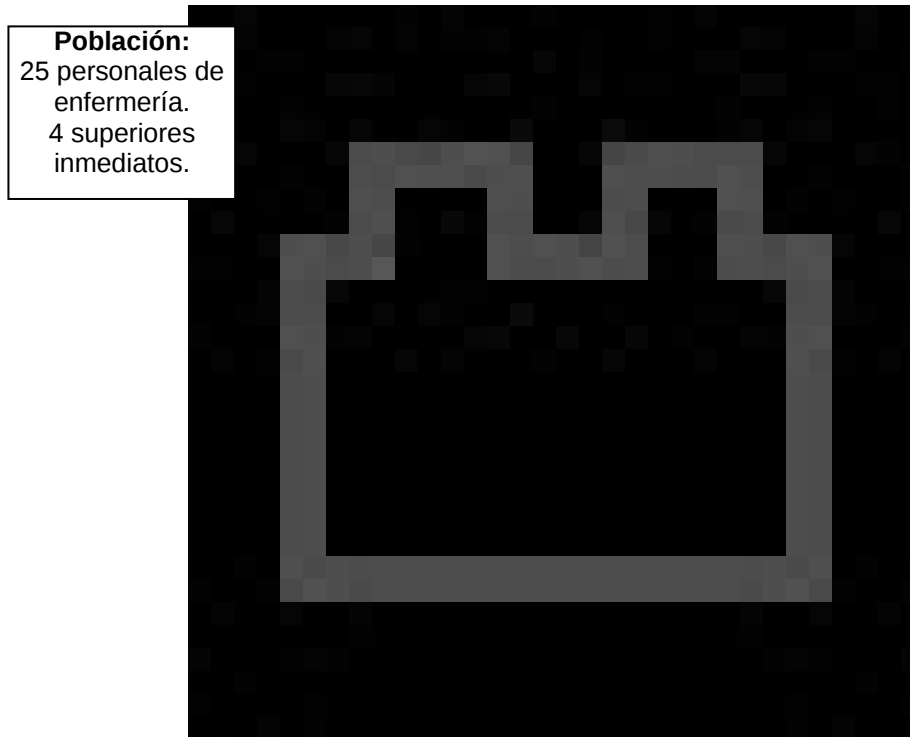 Población:
25 personales de
enfermería.
4 superiores
inmediatos.